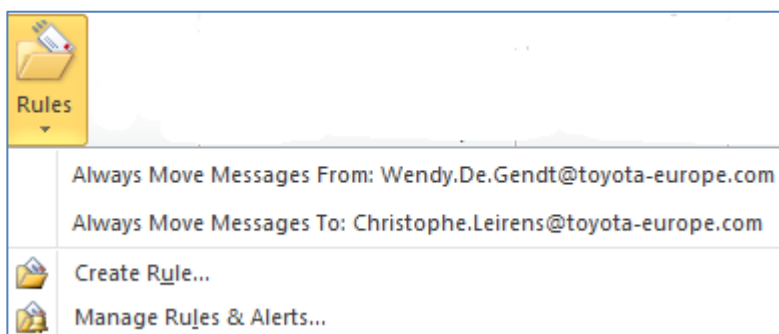 Rules
Always Move Messages From: Wendy.De.Gendt@toyota-europe.com
Always Move Messages To: Christophe.Leirens@toyota-europe.com
Create Rule...
Manage Rules & Alerts...